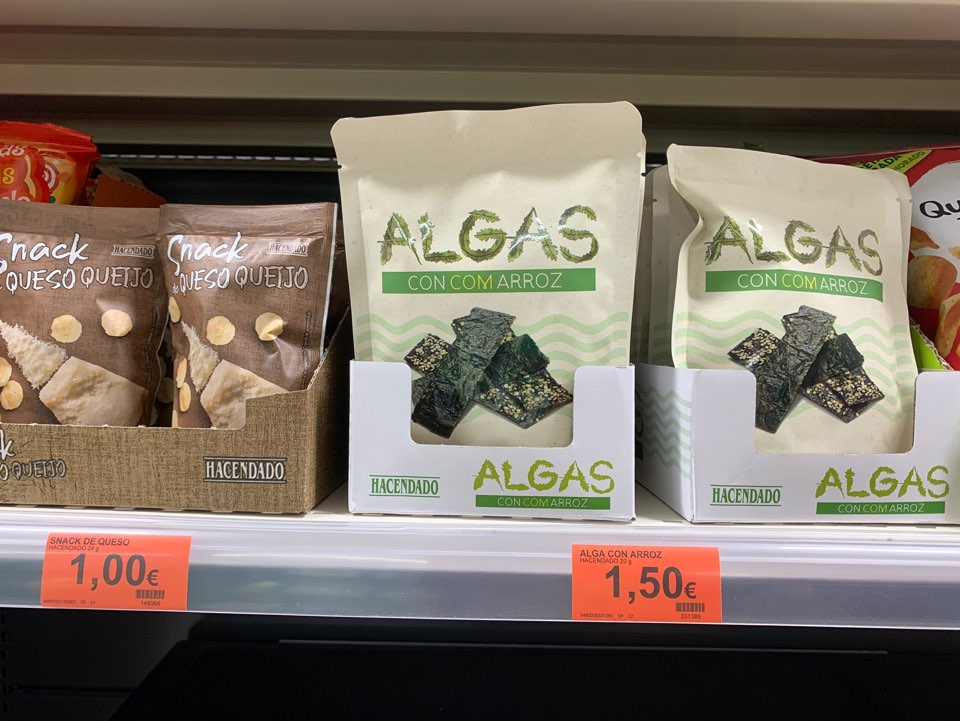 Snack
QUESO QUEIJO
HACENDADO
Snack
de QUESO QUEIJO
HACENDADO
ALGAS
CON COM ARROZ
ALGAS
CON COM ARROZ
QUEIJO
HACENDADO
HACENDADO
ALGAS
CON COM ARROZ
HACENDADO
ALGAS
CON COM ARROZ
SNACK DE QUESO
HACENDADO 24 g
1,00€
149068
ALGA CON ARROZ
HACENDADO 20 g
1,50€
331388